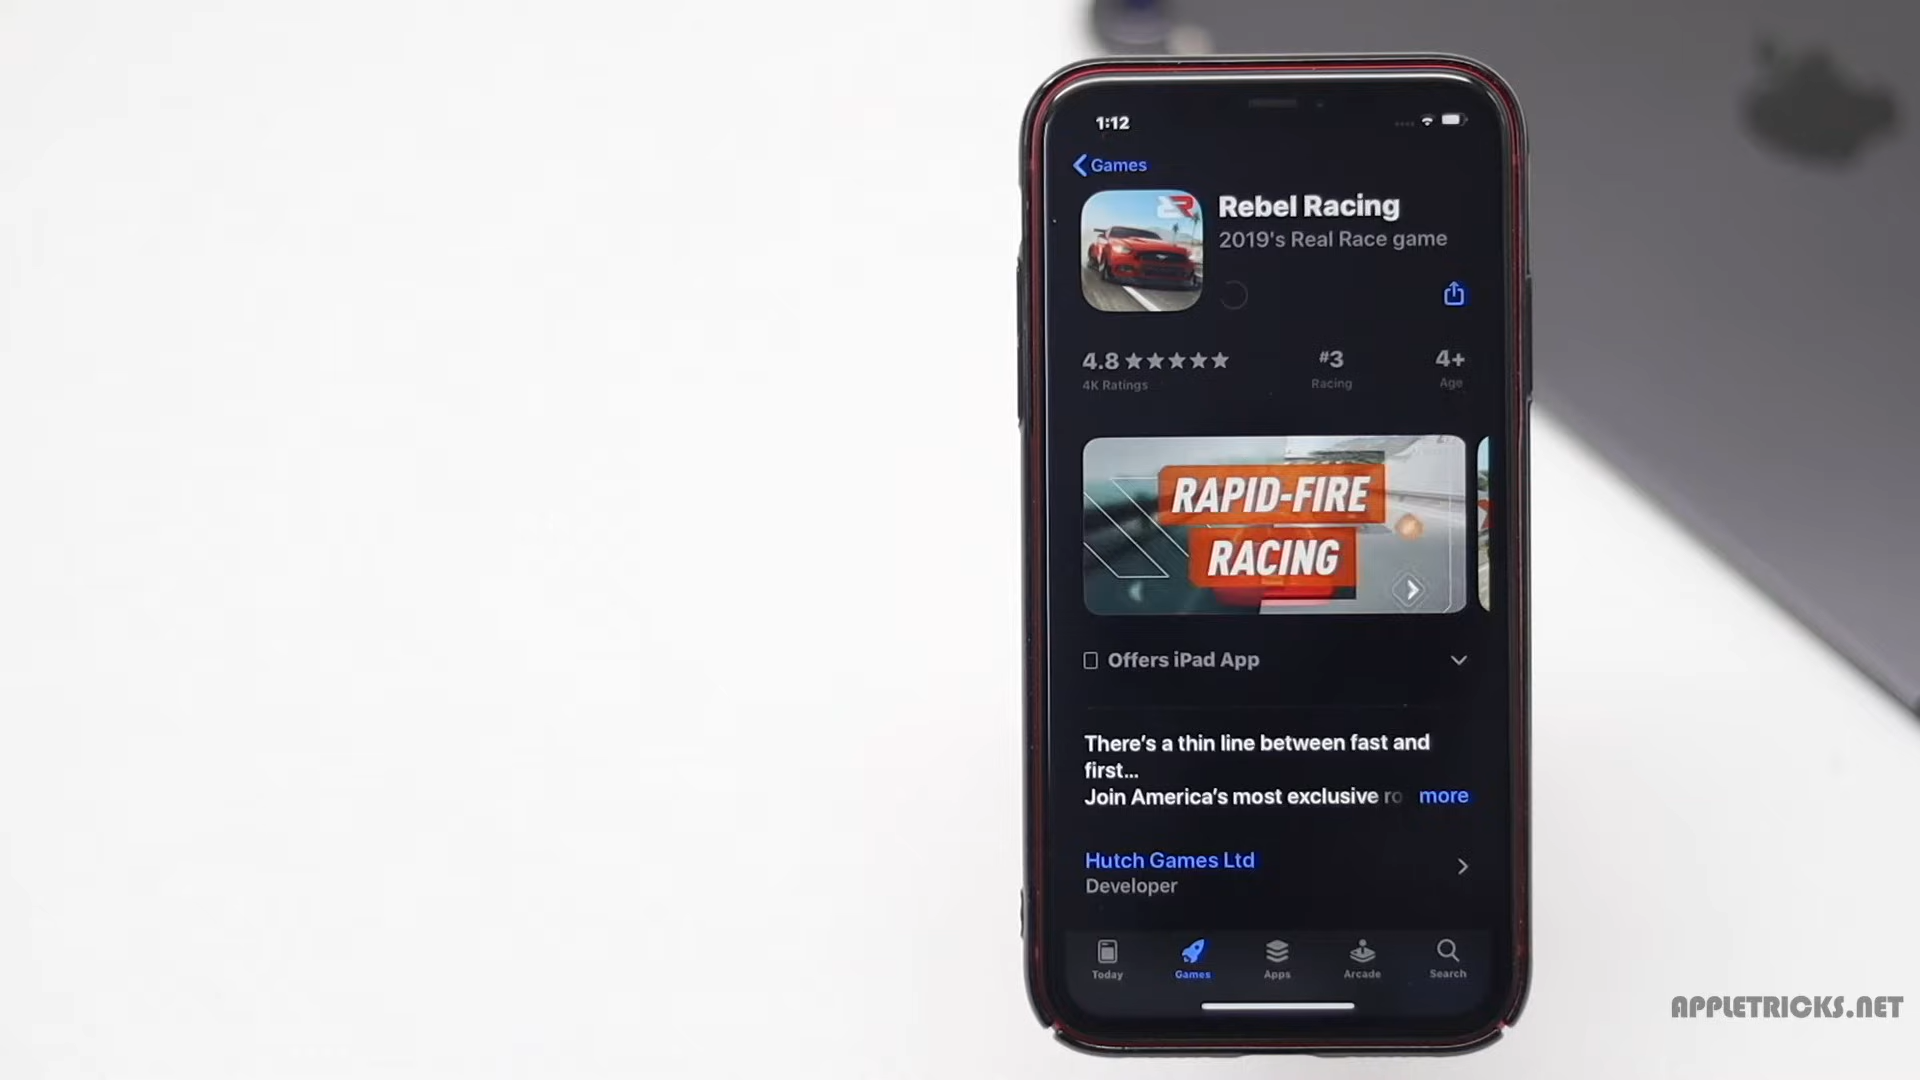 1:12
Games
Rebel Racing
2019's Real Race game
4.8 ★★★★★
#3
4+
4K Ratings
Racing
Age
RAPID-FIRE
RACING
Offers iPad App
There's a thin line between fast and
first...
Join America's most exclusive ro more
Hutch Games Ltd
Developer
Today
Games
Apps
Arcade
Search
APPLETRICKS.NET